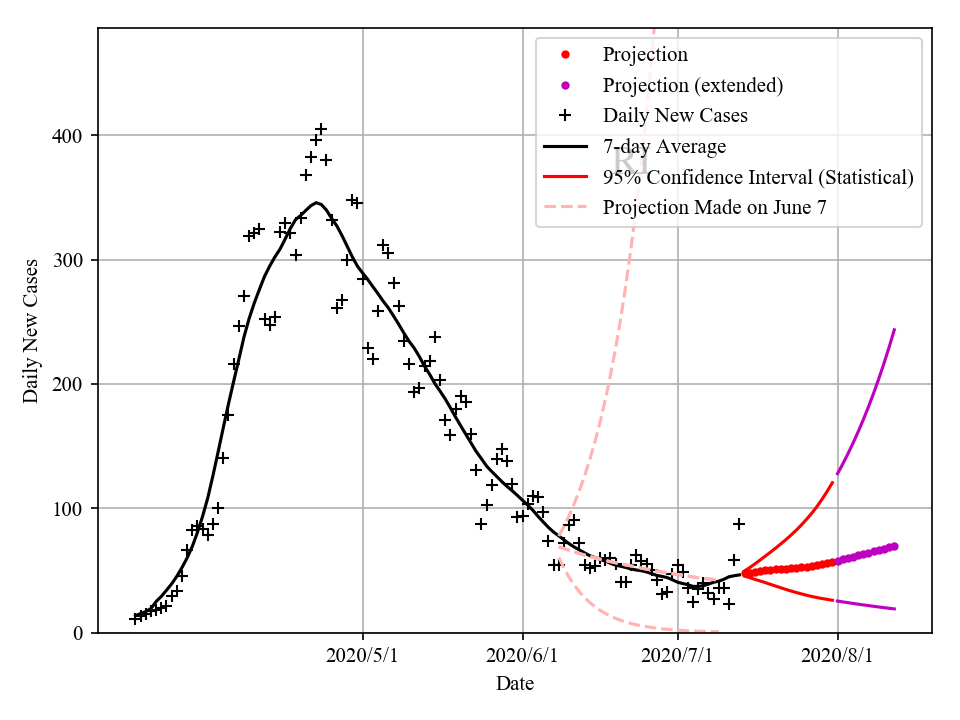 Projection
Projection (extended)
Daily New Cases
7-day Average
RI
95% Confidence Interval (Statistical)
Projection Made on June 7
400
300
200
100
0
Daily New Cases
2020/5/1
2020/6/1
2020/7/1
2020/8/1
Date